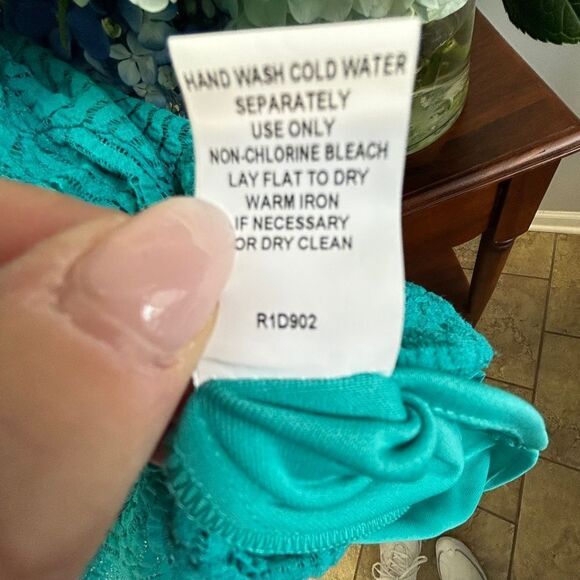 HAND WASH COLD WATER
SEPARATELY
USE ONLY
NON-CHLORINE BLEACH
LAY FLAT TO DRY
WARM IRON
IF NECESSARY
OR DRY CLEAN
R1D902